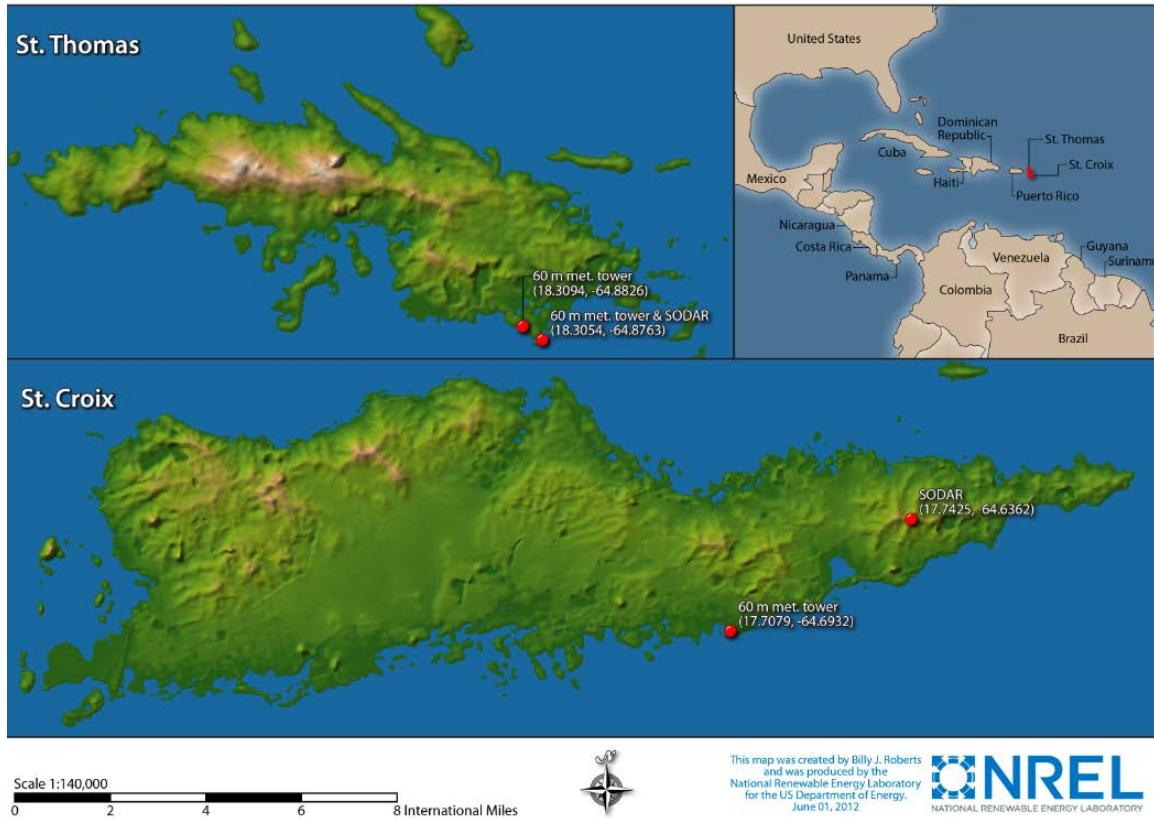 St. Thomas
60 m met. tower
(18.3094, -64.8826)
60 m met. tower & SODAR
(18.3054, -64.8763)
United States
Dominican
Republic
St. Thomas
Cuba
St. Croix
Mexico
Haiti
Puerto Rico
Nicaragua
Costa Rica
Guyana
Suriname
Panama
Venezuela
Colombia
Brazil
St. Croix
SODAR
(17.7425, -64.6362)
60 m met. tower
(17.7079, -64.6932)
Scale 1:140,000
0 2 4 6 8 International Miles
N
This map was created by Billy J. Roberts
and was produced by the
National Renewable Energy Laboratory
for the US Department of Energy.
June 01, 2012
NREL
NATIONAL RENEWABLE ENERGY LABORATORY